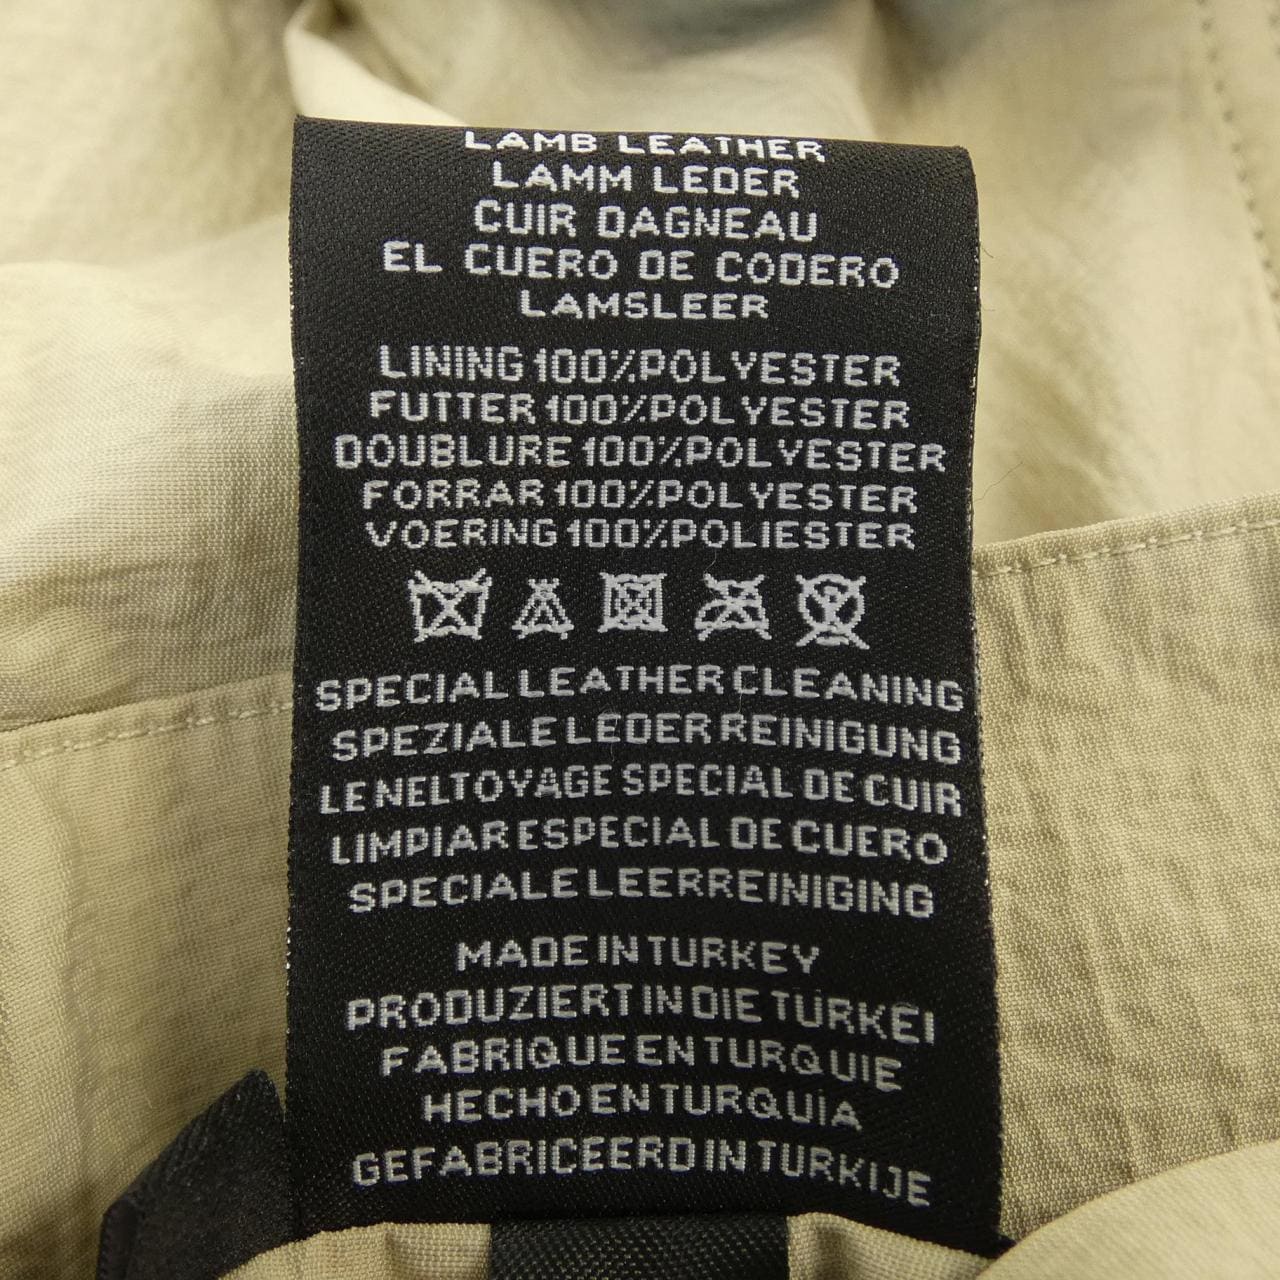 LAMB LEATHER
LAMM LEDER
CUIR DAGNEAU
EL CUERO DE CODERO
LAMSLEER
LINING 100%POLYESTER
FUTTER 100%POLYESTER
DOUBLURE 100%POLYESTER
FORRAR 100%POLYESTER
VOERING 100%POLIESTER
SPECIAL LEATHER CLEANING
SPEZIALE LEDER REINIGUNG
LE NELTOYAGE SPECIAL DE CUIR
LIMPIAR ESPECIAL DE CUERO
SPECIALE LEERREINIGING
MADE IN TURKEY
PRODUZIERT IN DIE TÜRKEI
FABRIQUE EN TURQUIE
HECHO EN TURQUÍA
GEFABRICEERD IN TURKIJE